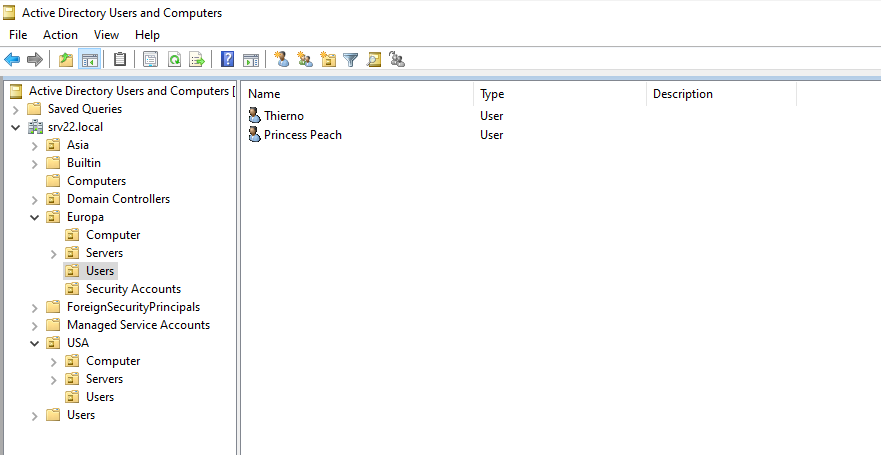 Active Directory Users and Computers
File Action View Help
Active Directory Users and Computers [
Saved Queries
srv22.local
Asia
Builtin
Computers
Domain Controllers
Europa
Computer
Servers
Users
Security Accounts
ForeignSecurityPrincipals
Managed Service Accounts
USA
Computer
Servers
Users
Users
Name Type Description
Thierno User
Princess Peach User